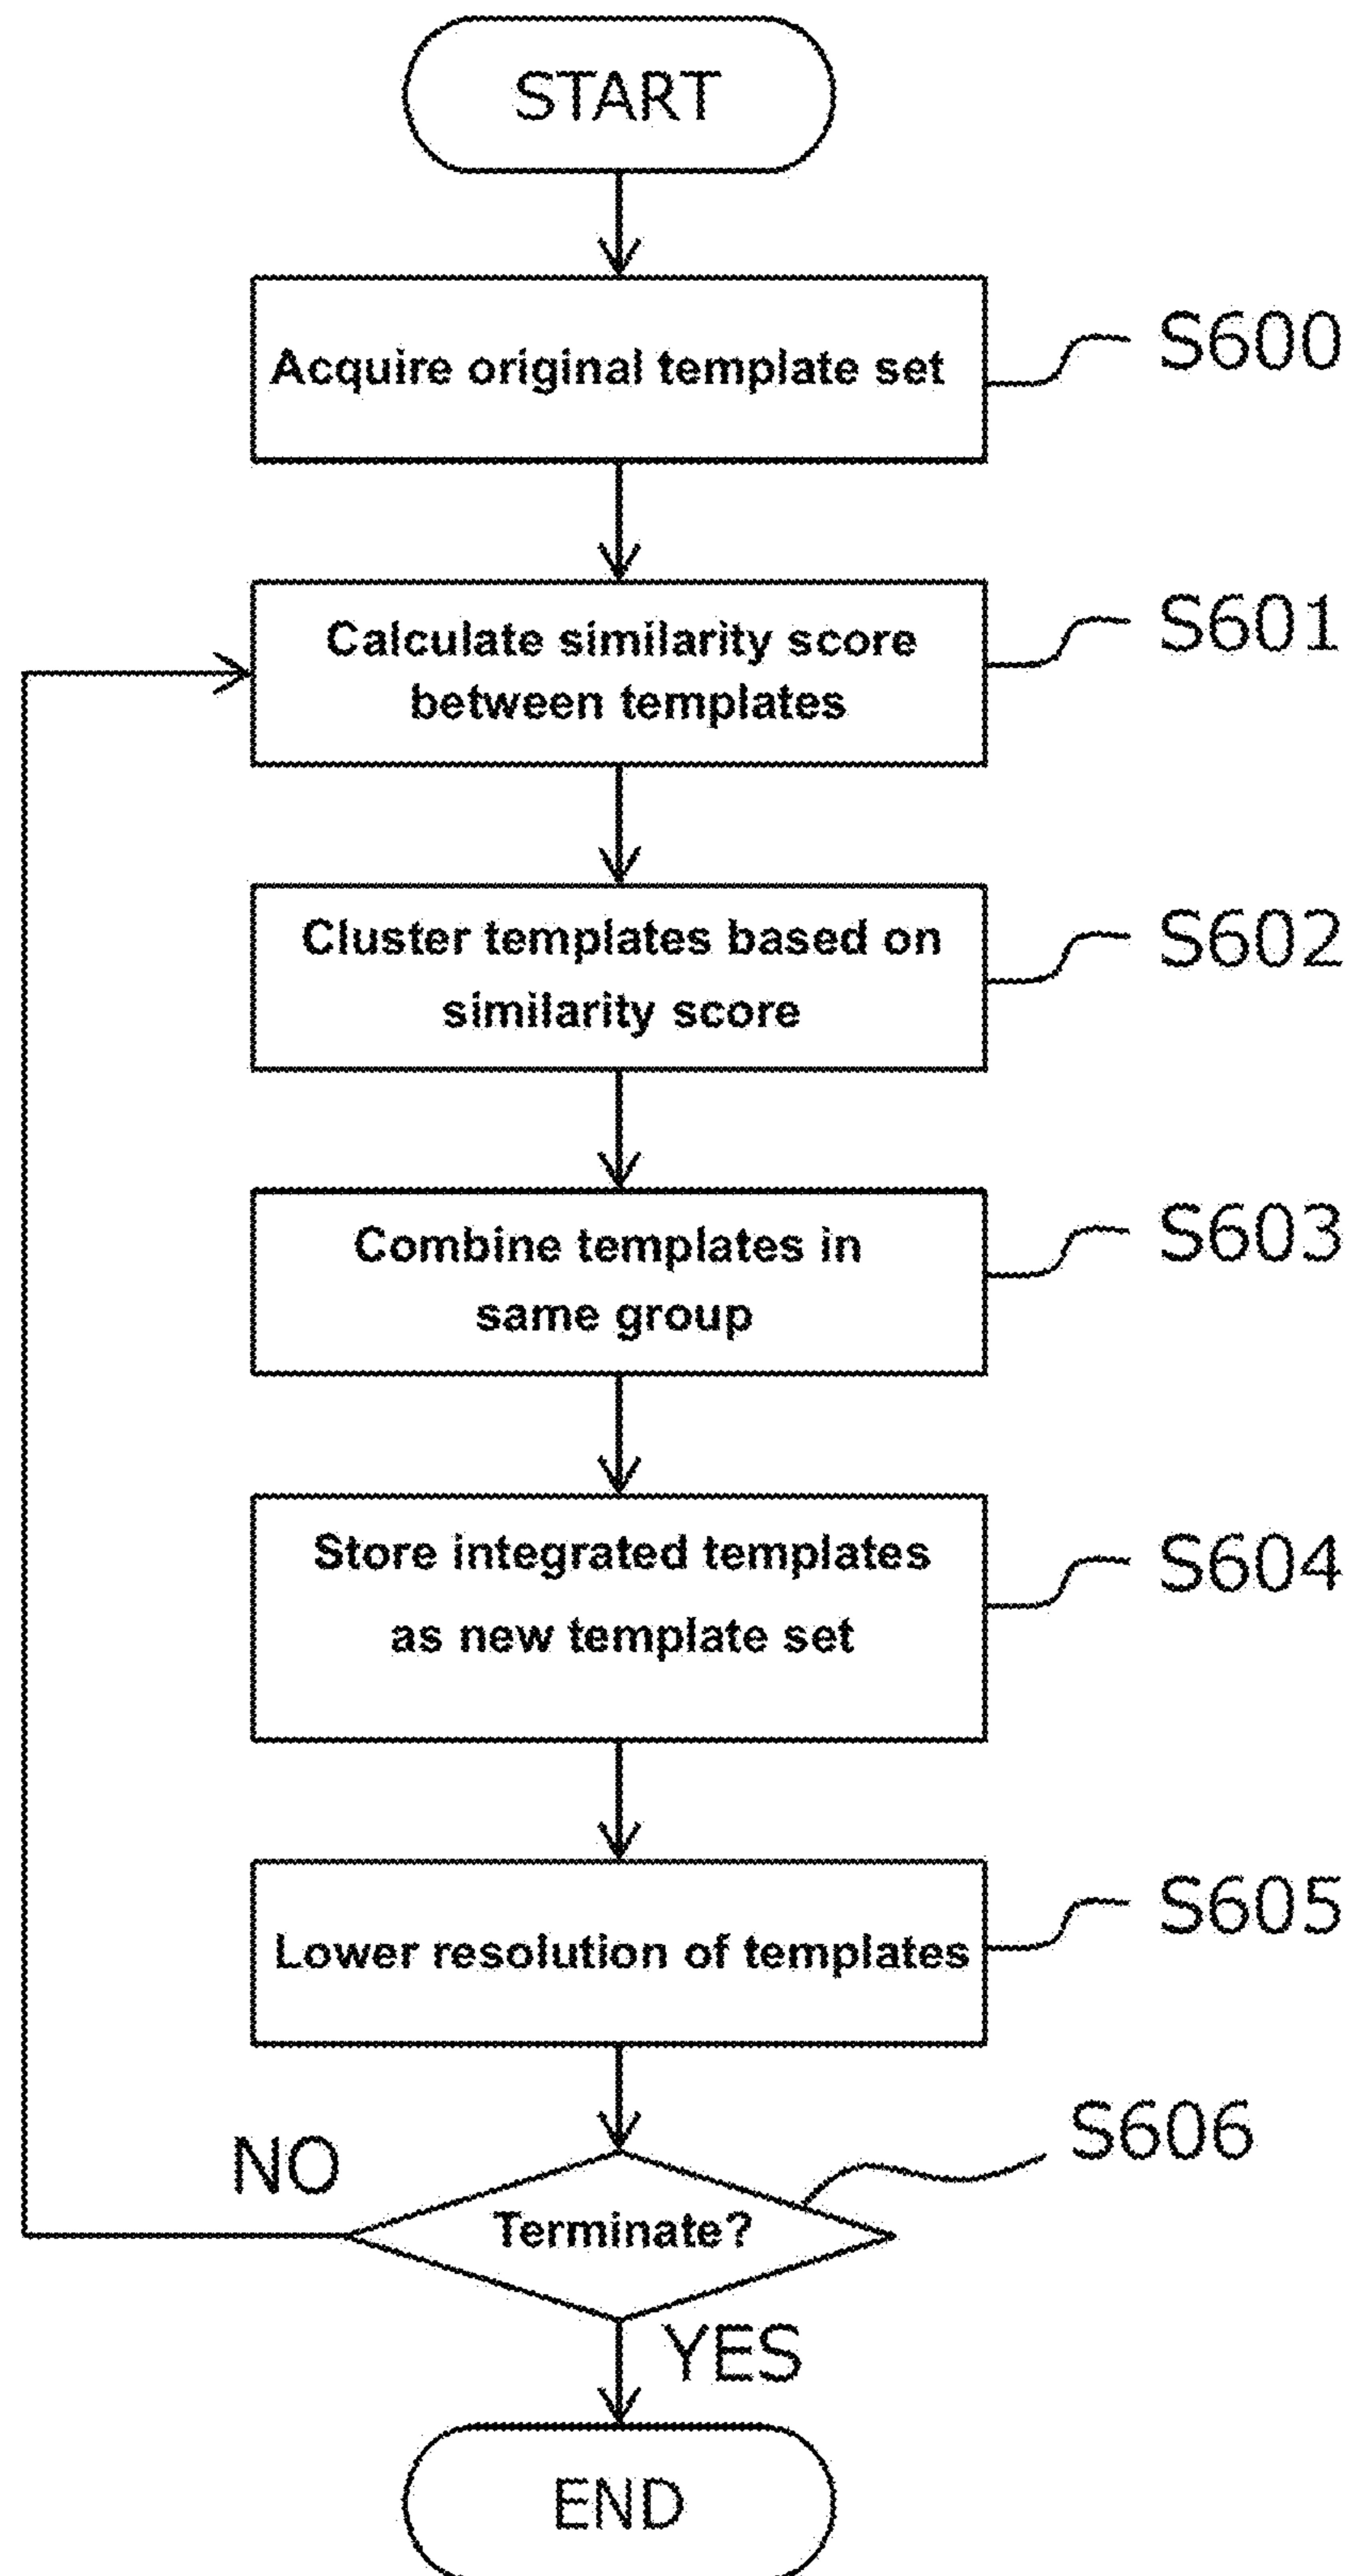 START
Acquire original template set
S600
Calculate similarity score
between templates
S601
Cluster templates based on
similarity score
S602
Combine templates in
same group
S603
Store integrated templates
as new template set
S604
Lower resolution of templates
S605
S606
NO
Terminate?
YES
END